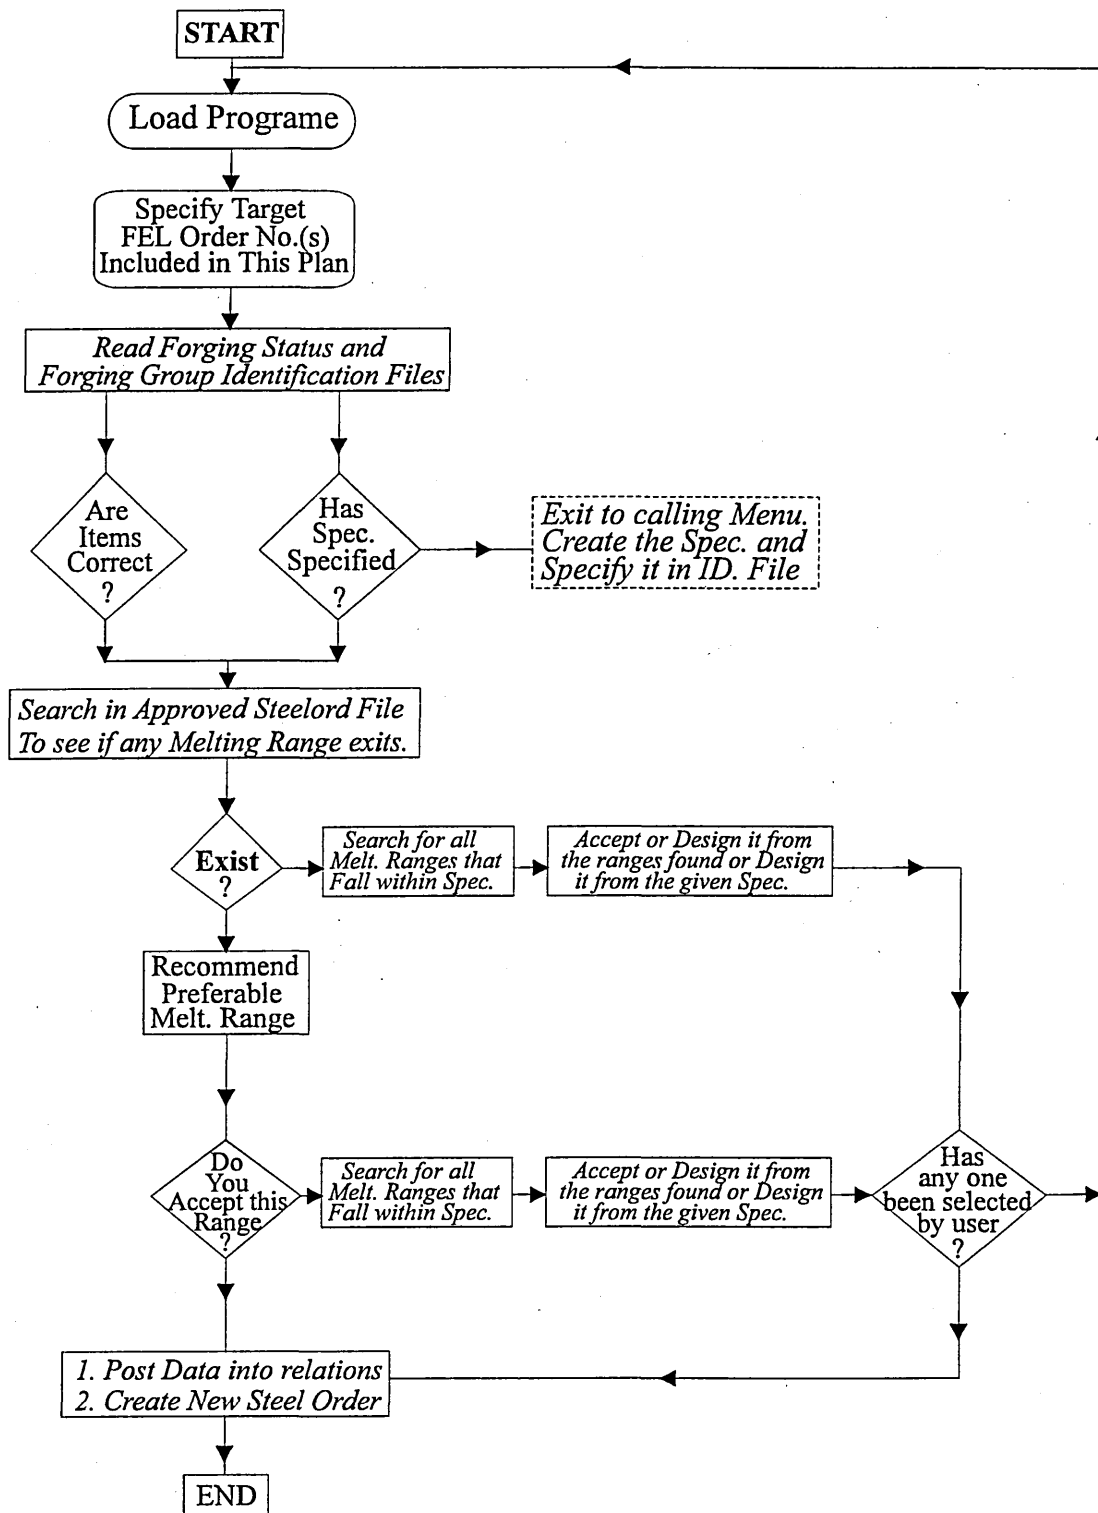 START
Load Programe
Specify Target
FEL Order No.(s)
Included in This Plan
Read Forging Status and
Forging Group Identification Files
Are
Items
Correct
?
Has
Spec.
Specified
?
Exit to calling Menu.
Create the Spec. and
Specify it in ID. File
Search in Approved Steelord File
To see if any Melting Range exits.
Exist
?
Search for all
Melt. Ranges that
Fall within Spec.
Accept or Design it from
the ranges found or Design
it from the given Spec.
Recommend
Preferable
Melt. Range
Do
You
Accept this
Range
?
Search for all
Melt. Ranges that
Fall within Spec.
Accept or Design it from
the ranges found or Design
it from the given Spec.
Has
any one
been selected
by user
?
1. Post Data into relations
2. Create New Steel Order
END